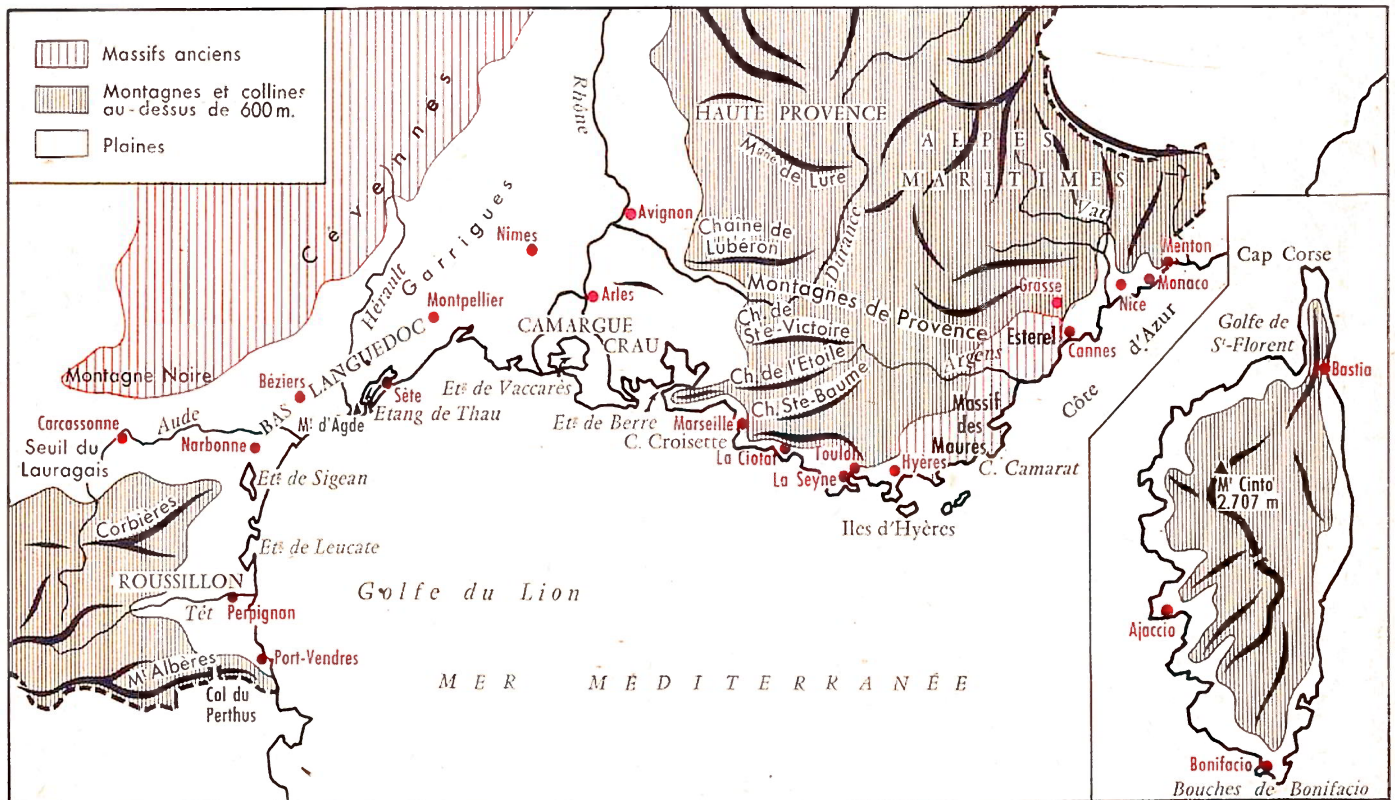 Massifs anciens
Montagnes et collines
au-dessus de 600 m.
Plaines
Cevennes
Rhône
HAUTE PROVENCE
Mgne de Lure
ALPES
MARITIMES
Var
Avignon
Chaîne de
Lubéron
Durance
Nimes
Garrigues
Hérault
Menton
Monaco
Nice
Grasse
Montagnes de Provence
Arles
Montpellier
CAMARGUE
CRAU
Ch. de
Ste-Victoire
Argens
Esterel
Cannes
Côte
d'Azur
LANGUEDOC
BAS
Montagne Noire
Béziers
Sète
Etg de Vaccarès
Ch. de l'Etoile
Ch. Ste-Baume
Mt d'Agde
Etang de Thau
Etg de Berre
Marseille
C. Croisette
Massif
des
Maures
Carcassonne
Aude
Seuil du
Lauragais
Narbonne
La Ciotat
Toulon
La Seyne
Hyères
C. Camarat
Etg de Sigean
Iles d'Hyères
Corbières
Etg de Leucate
ROUSSILLON
Golfe du Lion
Têt
Perpignan
Mt Albères
Port-Vendres
Col du
Perthus
MER MÉDITERRANÉE
Cap Corse
Golfe de
St-Florent
Bastia
Mt Cinto
2.707 m
Ajaccio
Bonifacio
Bouches de Bonifacio